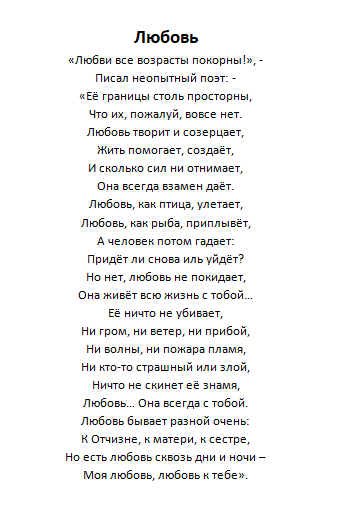 Любовь
«Любви все возрасты покорны!», -
Писал неопытный поэт: -
«Её границы столь просторны,
Что их, пожалуй, вовсе нет.
Любовь творит и созерцает,
Жить помогает, создаёт,
И сколько сил ни отнимает,
Она всегда взамен даёт.
Любовь, как птица, улетает,
Любовь, как рыба, приплывёт,
А человек потом гадает:
Придёт ли снова иль уйдёт?
Но нет, любовь не покидает,
Она живёт всю жизнь с тобой…
Её ничто не убивает,
Ни гром, ни ветер, ни прибой,
Ни волны, ни пожара пламя,
Ни кто-то страшный или злой,
Ничто не скинет её знамя,
Любовь… Она всегда с тобой.
Любовь бывает разной очень:
К Отчизне, к матери, к сестре,
Но есть любовь сквозь дни и ночи –
Моя любовь, любовь к тебе».